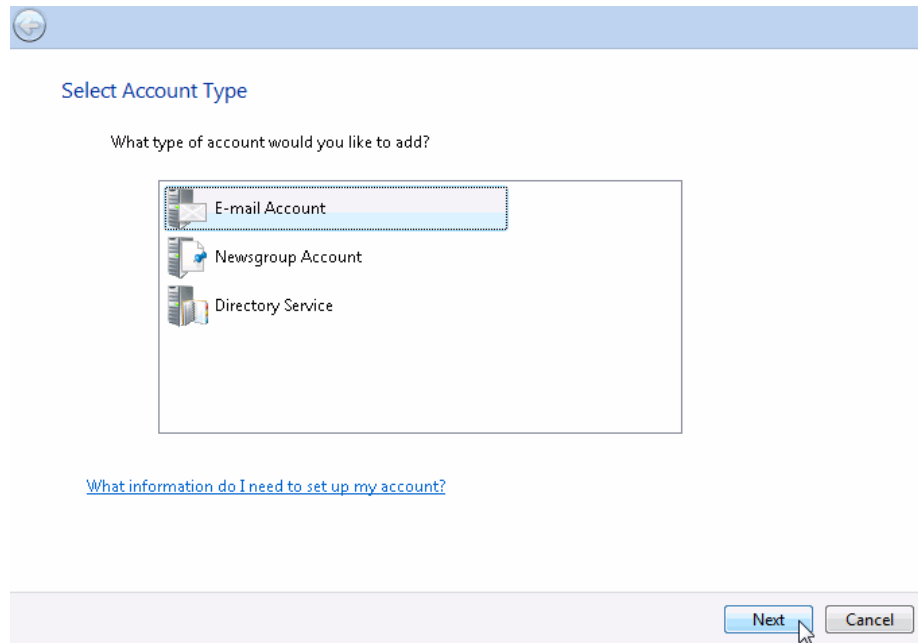 Select Account Type
What type of account would you like to add?
E-mail Account
Newsgroup Account
Directory Service
What information do I need to set up my account?
Next Cancel